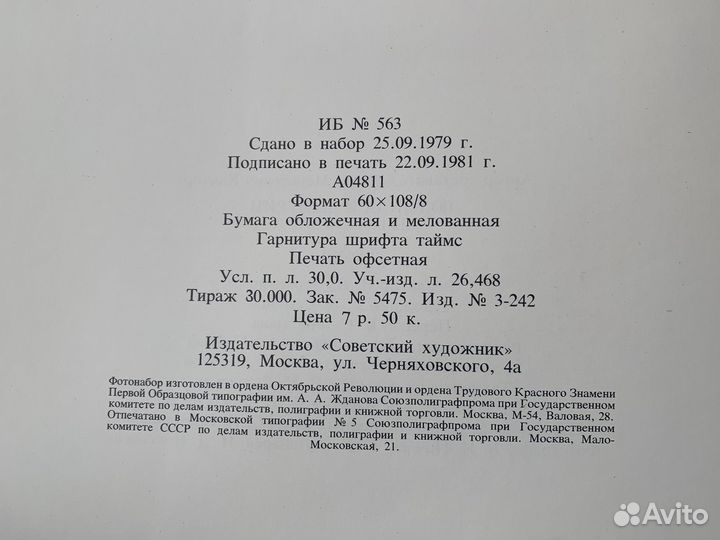 ИБ № 563
Сдано в набор 25.09.1979 г.
Подписано в печать 22.09.1981 г.
А04811
Формат 60×108/8
Бумага обложечная и мелованная
Гарнитура шрифта таймс
Печать офсетная
Усл. п. л. 30,0. Уч.-изд. л. 26,468
Тираж 30.000. Зак. № 5475. Изд. № 3-242
Цена 7 р. 50 к.
Издательство «Советский художник»
125319, Москва, ул. Черняховского, 4а
Фотонабор изготовлен в ордена Октябрьской Революции и ордена Трудового Красного Знамени
Первой Образцовой типографии им. А. А. Жданова Союзполиграфпрома при Государственном
комитете по делам издательств, полиграфии и книжной торговли. Москва, М-54, Валовая, 28.
Отпечатано в Московской типографии № 5 Союзполиграфпрома при Государственном
комитете СССР по делам издательств, полиграфии и книжной торговли. Москва, Мало-
Московская, 21.
Avito